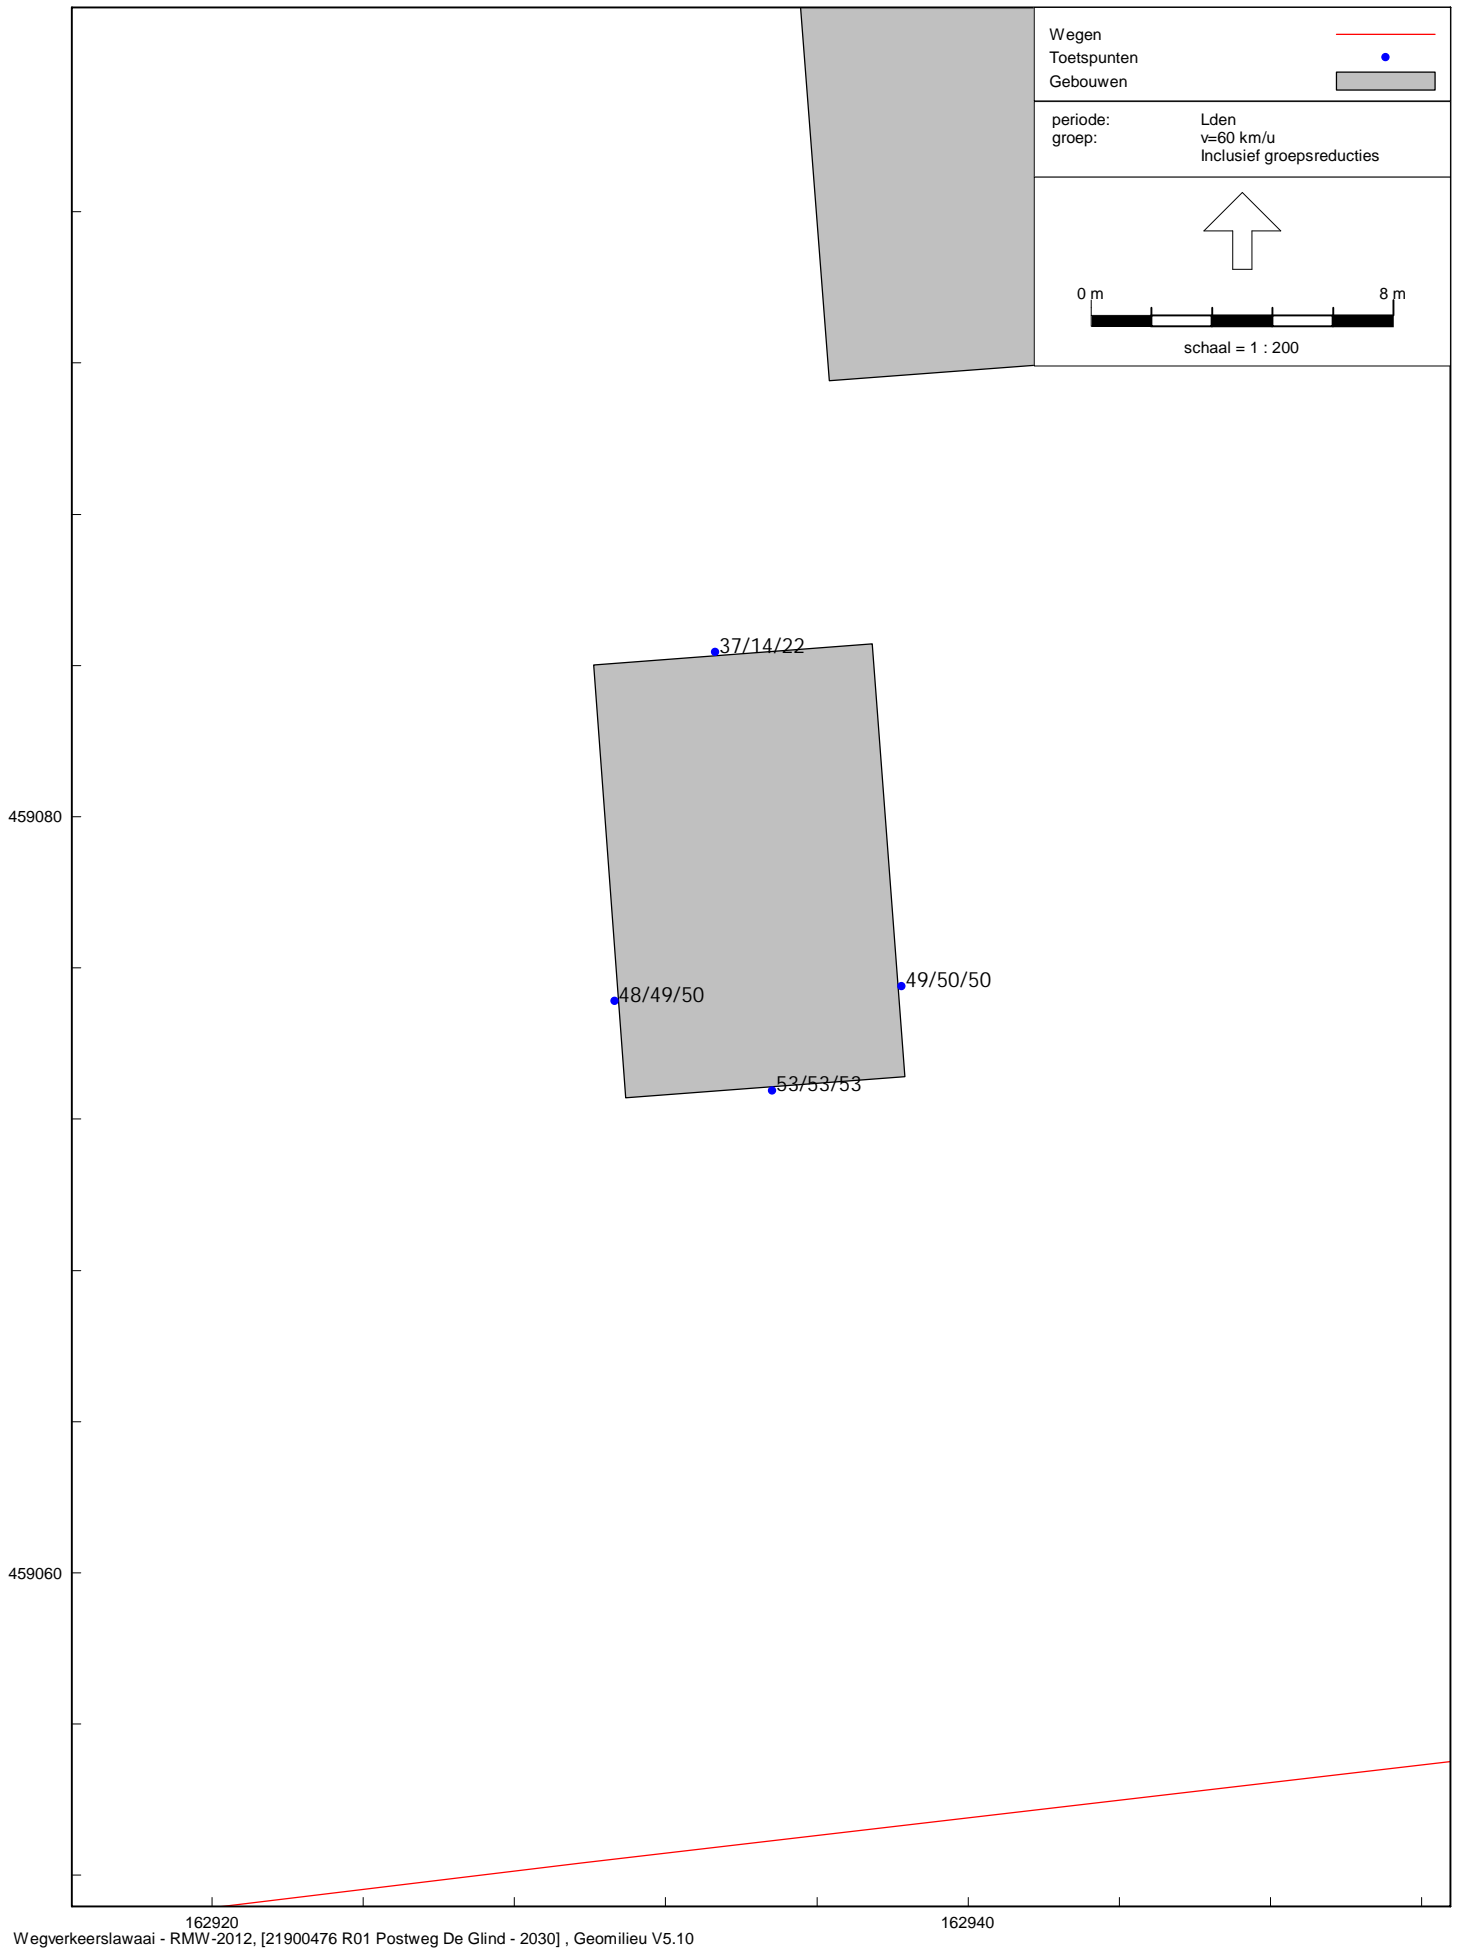 Wegen
Toetspunten
Gebouwen
periode: Lden
groep: v=60 km/u
Inclusief groepsreducties
0 m 8 m
schaal = 1 : 200
37/14/22
459080
49/50/50
48/49/50
53/53/53
459060
162920 162940
Wegverkeerslawaai - RMW-2012, [21900476 R01 Postweg De Glind - 2030] , Geomilieu V5.10